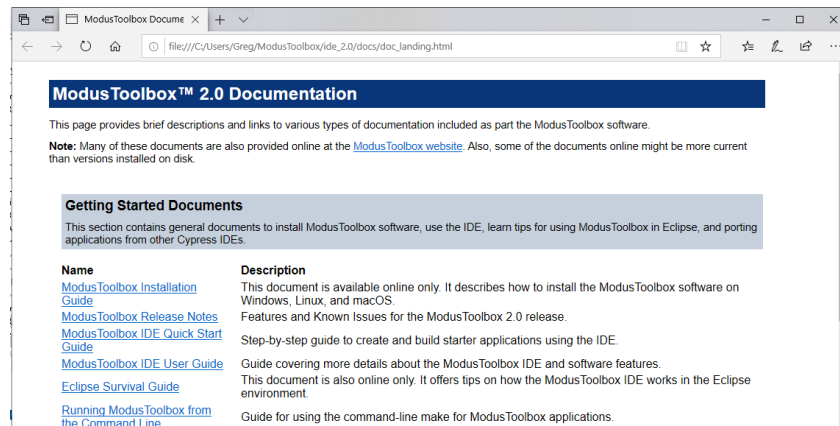 ModusToolbox Docume
file:///C:/Users/Greg/ModusToolbox/ide_2.0/docs/doc_landing.html
ModusToolbox™ 2.0 Documentation
This page provides brief descriptions and links to various types of documentation included as part the ModusToolbox software.
Note: Many of these documents are also provided online at the ModusToolbox website. Also, some of the documents online might be more current
than versions installed on disk.
Getting Started Documents
This section contains general documents to install ModusToolbox software, use the IDE, learn tips for using ModusToolbox in Eclipse, and porting
applications from other Cypress IDEs.
Name Description
ModusToolbox Installation
Guide
This document is available online only. It describes how to install the ModusToolbox software on
Windows, Linux, and macOS.
ModusToolbox Release Notes Features and Known Issues for the ModusToolbox 2.0 release.
ModusToolbox IDE Quick Start
Guide
Step-by-step guide to create and build starter applications using the IDE.
ModusToolbox IDE User Guide Guide covering more details about the ModusToolbox IDE and software features.
Eclipse Survival Guide
This document is also online only. It offers tips on how the ModusToolbox IDE works in the Eclipse
environment.
Running ModusToolbox from
the Command Line
Guide for using the command-line make for ModusToolbox applications.